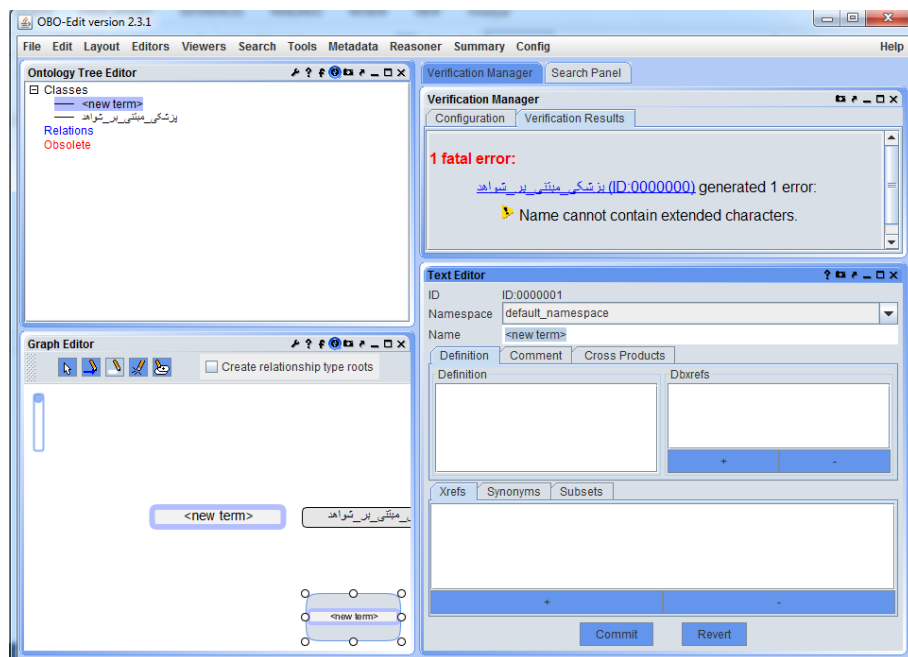 OBO-Edit version 2.3.1
File Edit Layout Editors Viewers Search Tools Metadata Reasoner Summary Config Help
Ontology Tree Editor
Classes
<new term>
پزشکی_مبتنی_بر_شواهد
Relations
Obsolete
Verification Manager Search Panel
Verification Manager
Configuration Verification Results
1 fatal error:
پزشکی_مبتنی_بر_شواهد (ID:0000000) generated 1 error:
Name cannot contain extended characters.
Graph Editor
Create relationship type roots
<new term>
ی_مبتنی_بر_شواهد
<new term>
Text Editor
ID ID:0000001
Namespace default_namespace
Name <new term>
Definition Comment Cross Products
Definition Dbxrefs
+ -
Xrefs Synonyms Subsets
+ -
Commit Revert